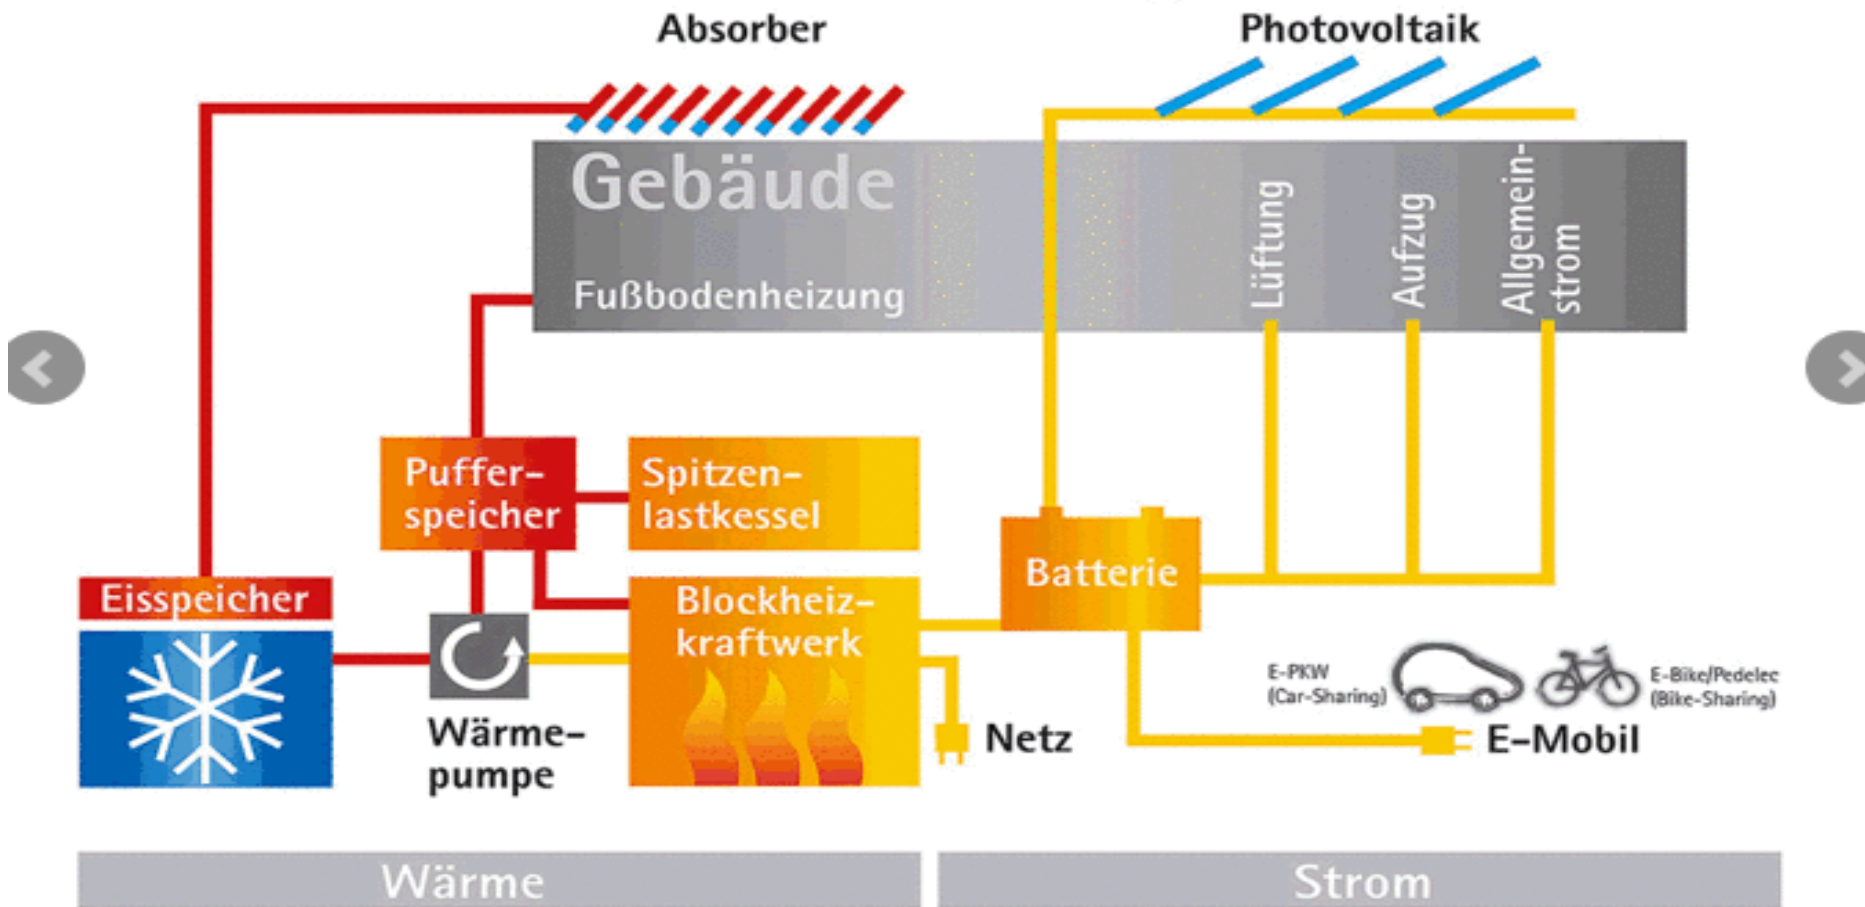 Absorber
Photovoltaik
Gebäude
Fußbodenheizung
Lüftung
Aufzug
Allgemein-
strom
Puffer-
speicher
Spitzen-
lastkessel
Eisspeicher
Blockheiz-
kraftwerk
Batterie
Wärme-
pumpe
Netz
E-PKW
(Car-Sharing)
E-Bike/Pedelec
(Bike-Sharing)
E-Mobil
Wärme
Strom